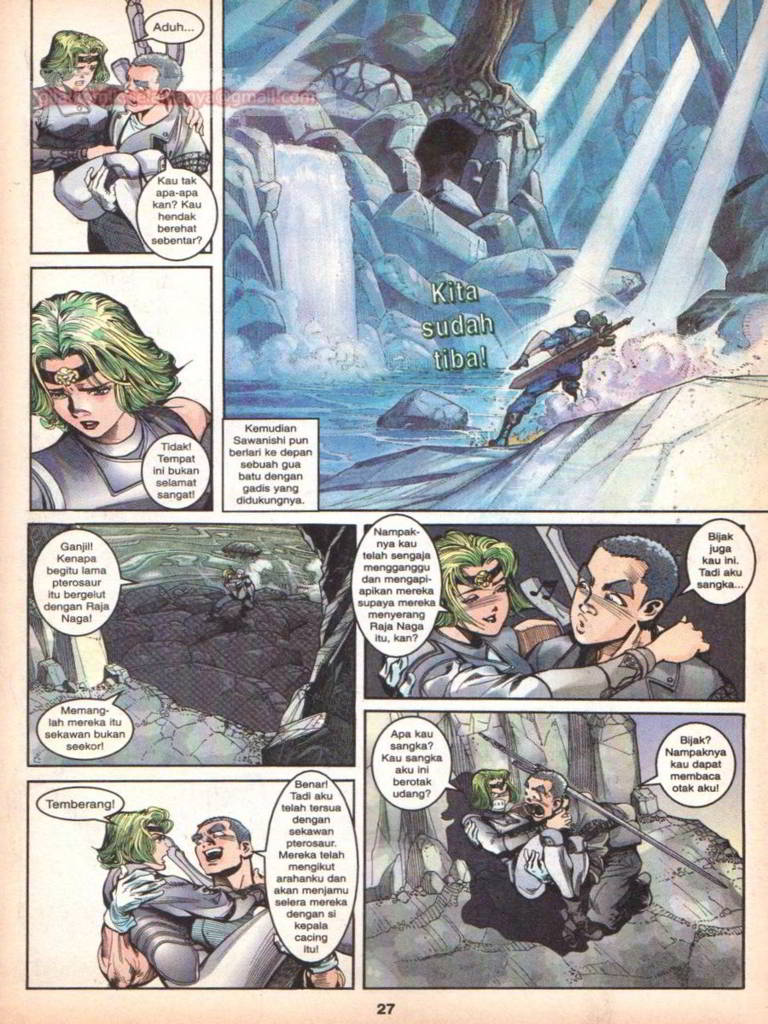 Aduh...
Kau tak
apa-apa
kan? Kau
hendak
berehat
sebentar?
Kita
sudah
tiba!
Kemudian
Sawanishi pun
berlari ke depan
sebuah gua
batu dengan
gadis yang
didukungnya.
Tidak!
Tempat
ini bukan
selamat
sangat!
Ganjil!
Kenapa
begitu lama
pterosaur
itu bergelut
dengan Raja
Naga!
Memang-
lah mereka itu
sekawan bukan
seekor!
Nampak-
nya kau
telah sengaja
mengganggu
dan mengapi-
apikan mereka
supaya mereka
menyerang
Raja Naga
itu, kan?
Bijak
juga
kau ini.
Tadi aku
sangka...
Temberang!
Benar!
Tadi aku
telah tersua
dengan
sekawan
pterosaur.
Mereka telah
mengikut
arahanku dan
akan menjamu
selera mereka
dengan si
kepala
cacing
itu!
Apa kau
sangka?
Kau sangka
aku ini
berotak
udang?
Bijak?
Nampaknya
kau dapat
membaca
otak aku!
27